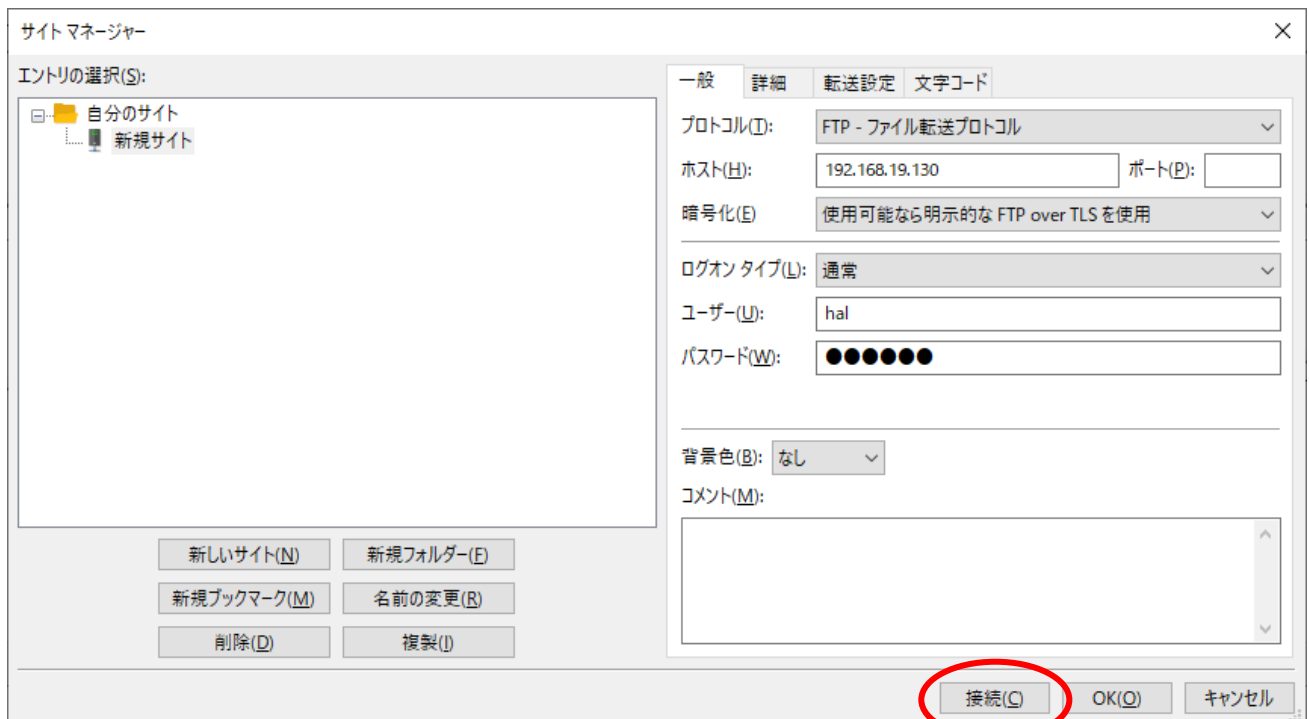 サイト マネージャー
エントリの選択(S):
自分のサイト
新規サイト
新しいサイト(N) 新規フォルダー(F)
新規ブックマーク(M) 名前の変更(R)
削除(D) 複製(I)
一般 詳細 転送設定 文字コード
プロトコル(T): FTP - ファイル転送プロトコル
ホスト(H): 192.168.19.130 ポート(P):
暗号化(E) 使用可能なら明示的な FTP over TLS を使用
ログオン タイプ(L): 通常
ユーザー(U): hal
パスワード(W): ●●●●●●
背景色(B): なし
コメント(M):
接続(C) OK(O) キャンセル